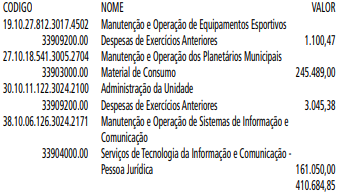 CODIGO NOME VALOR
19.10.27.812.3017.4502 Manutenção e Operação de Equipamentos Esportivos
33909200.00 Despesas de Exercícios Anteriores 1.100,47
27.10.18.541.3005.2704 Manutenção e Operação dos Planetários Municipais
33903000.00 Material de Consumo 245.489,00
30.10.11.122.3024.2100 Administração da Unidade
33909200.00 Despesas de Exercícios Anteriores 3.045,38
38.10.06.126.3024.2171 Manutenção e Operação de Sistemas de Informação e
Comunicação
33904000.00 Serviços de Tecnologia da Informação e Comunicação -
Pessoa Jurídica 161.050,00
410.684,85